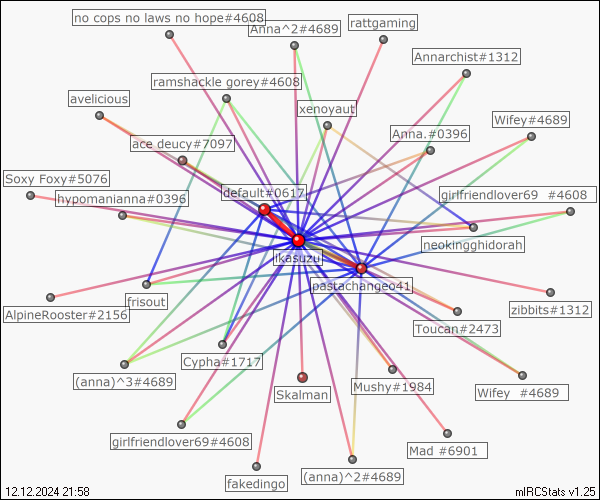 no cops no laws no hope#4608
Anna^2#4689
rattgaming
Annarchist#1312
ramshackle gorey#4608
avelicious
xenoyaut
Wifey#4689
Anna.#0396
ace deucy#7097
Soxy Foxy#5076
default#0617
girlfriendlover69 #4608
hypomanianna#0396
neokingghidorah
ikasuzu
pastachangeo41
AlpineRooster#2156
frisout
zibbits#1312
Toucan#2473
(anna)^3#4689
Cypha#1717
Skalman
Mushy#1984
Wifey #4689
girlfriendlover69#4608
Mad #6901
fakedingo
(anna)^2#4689
12.12.2024 21:58
mIRCStats v1.25